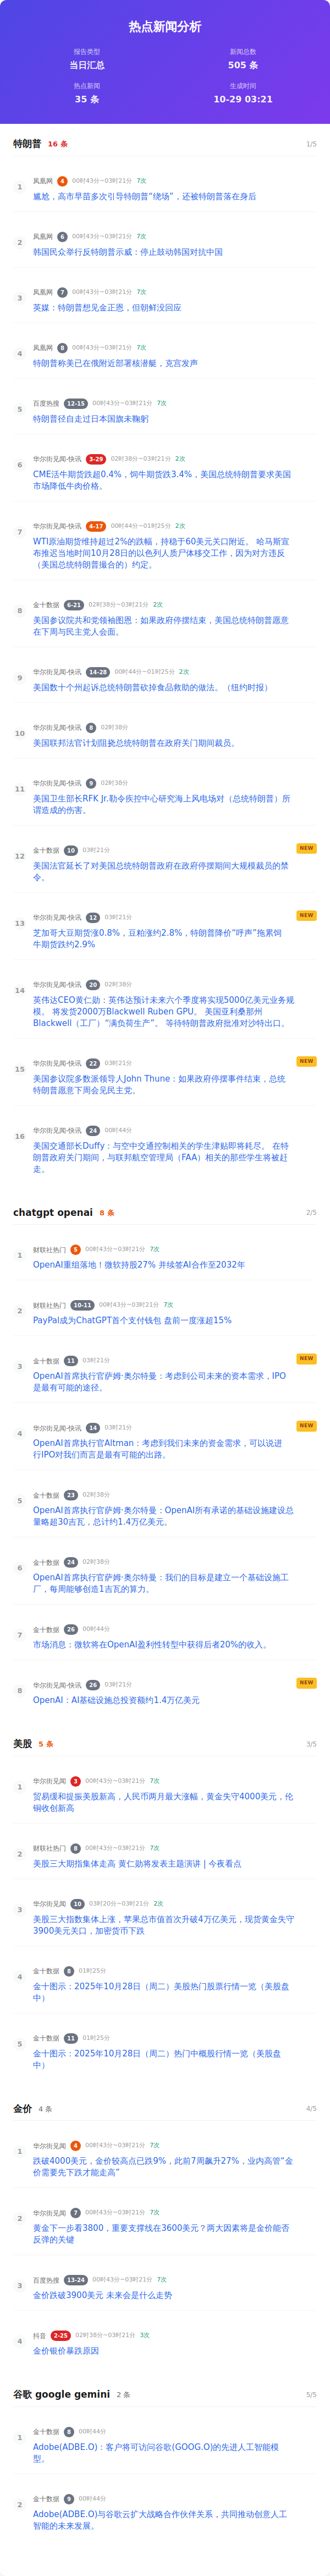 热点新闻分析
报告类型
新闻总数
当日汇总
505 条
热点新闻
生成时间
35 条
10-29 03:21
特朗普 16 条 1/5
1
凤凰网 4 00时43分~03时21分 7次
尴尬，高市早苗多次引导特朗普“绕场”，还被特朗普落在身后
2
凤凰网 6 00时43分~03时21分 7次
韩国民众举行反特朗普示威：停止鼓动韩国对抗中国
3
凤凰网 7 00时43分~03时21分 7次
英媒：特朗普想见金正恩，但朝鲜没回应
4
凤凰网 8 00时43分~03时21分 7次
特朗普称美已在俄附近部署核潜艇，克宫发声
5
百度热搜 12-15 00时43分~03时21分 7次
特朗普径自走过日本国旗未鞠躬
6
华尔街见闻-快讯 3-29 02时38分~03时21分 2次
CME活牛期货跌超0.4%，饲牛期货跌3.4%，美国总统特朗普要求美国
市场降低牛肉价格。
7
华尔街见闻-快讯 4-17 00时44分~01时25分 2次
WTI原油期货维持超过2%的跌幅，持稳于60美元关口附近。 哈马斯宣
布推迟当地时间10月28日的以色列人质尸体移交工作，因为对方违反
（美国总统特朗普撮合的）约定。
8
金十数据 6-21 02时38分~03时21分 2次
美国参议院共和党领袖图恩：如果政府停摆结束，美国总统特朗普愿意
在下周与民主党人会面。
9
华尔街见闻-快讯 14-28 00时44分~01时25分 2次
美国数十个州起诉总统特朗普砍掉食品救助的做法。（纽约时报）
10
华尔街见闻-快讯 8 02时38分
美国联邦法官计划阻挠总统特朗普在政府关门期间裁员。
11
华尔街见闻-快讯 9 02时38分
美国卫生部长RFK Jr.勒令疾控中心研究海上风电场对（总统特朗普）所
谓造成的伤害。
12
金十数据 10 03时21分 NEW
美国法官延长了对美国总统特朗普政府在政府停摆期间大规模裁员的禁
令。
13
华尔街见闻-快讯 12 03时21分 NEW
芝加哥大豆期货涨0.8%，豆粕涨约2.8%，特朗普降价“呼声”拖累饲
牛期货跌约2.9%
14
华尔街见闻-快讯 20 02时38分
英伟达CEO黄仁勋：英伟达预计未来六个季度将实现5000亿美元业务规
模。 将发货2000万Blackwell Ruben GPU。 美国亚利桑那州
Blackwell（工厂）“满负荷生产”。 等待特朗普政府批准对沙特出口。
15
华尔街见闻-快讯 22 03时21分 NEW
美国参议院多数派领导人John Thune：如果政府停摆事件结束，总统
特朗普愿意下周会见民主党。
16
华尔街见闻-快讯 24 00时44分
美国交通部长Duffy：与空中交通控制相关的学生津贴即将耗尽。 在特
朗普政府关门期间，与联邦航空管理局（FAA）相关的那些学生将被赶
走。
chatgpt openai 8 条 2/5
1
财联社热门 5 00时43分~03时21分 7次
OpenAI重组落地！微软持股27% 并续签AI合作至2032年
2
财联社热门 10-11 00时43分~03时21分 7次
PayPal成为ChatGPT首个支付钱包 盘前一度涨超15%
3
金十数据 11 03时21分 NEW
OpenAI首席执行官萨姆·奥尔特曼：考虑到公司未来的资本需求，IPO
是最有可能的途径。
4
华尔街见闻-快讯 14 03时21分 NEW
OpenAI首席执行官Altman：考虑到我们未来的资金需求，可以说进
行IPO对我们而言是最有可能的出路。
5
金十数据 23 02时38分
OpenAI首席执行官萨姆·奥尔特曼：OpenAI所有承诺的基础设施建设总
量略超30吉瓦，总计约1.4万亿美元。
6
金十数据 24 02时38分
OpenAI首席执行官萨姆·奥尔特曼：我们的目标是建立一个基础设施工
厂，每周能够创造1吉瓦的算力。
7
金十数据 26 00时44分
市场消息：微软将在OpenAI盈利性转型中获得后者20%的收入。
8
华尔街见闻-快讯 26 03时21分 NEW
OpenAI：AI基础设施总投资额约1.4万亿美元
美股 5 条 3/5
1
华尔街见闻 3 00时43分~03时21分 7次
贸易缓和提振美股新高，人民币两月最大涨幅，黄金失守4000美元，伦
铜收创新高
2
财联社热门 8 00时43分~03时21分 7次
美股三大期指集体走高 黄仁勋将发表主题演讲 | 今夜看点
3
华尔街见闻 10 03时20分~03时21分 2次
美股三大指数集体上涨，苹果总市值首次升破4万亿美元，现货黄金失守
3900美元关口，加密货币下跌
4
金十数据 8 01时25分
金十图示：2025年10月28日（周二）美股热门股票行情一览（美股盘
中）
5
金十数据 11 01时25分
金十图示：2025年10月28日（周二）热门中概股行情一览（美股盘
中）
金价 4 条 4/5
1
华尔街见闻 4 00时43分~03时21分 7次
跌破4000美元，金价较高点已跌9%，此前7周飙升27%，业内高管“金
价需要先下跌才能走高”
2
华尔街见闻 7 00时43分~03时21分 7次
黄金下一步看3800，重要支撑线在3600美元？两大因素将是金价能否
反弹的关键
3
百度热搜 13-24 00时43分~03时21分 7次
金价跌破3900美元 未来会是什么走势
4
抖音 2-25 02时38分~03时21分 3次
金价银价暴跌原因
谷歌 google gemini 2 条 5/5
1
金十数据 8 00时44分
Adobe(ADBE.O)：客户将可访问谷歌(GOOG.O)的先进人工智能模
型。
2
金十数据 9 00时44分
Adobe(ADBE.O)与谷歌云扩大战略合作伙伴关系，共同推动创意人工
智能的未来发展。